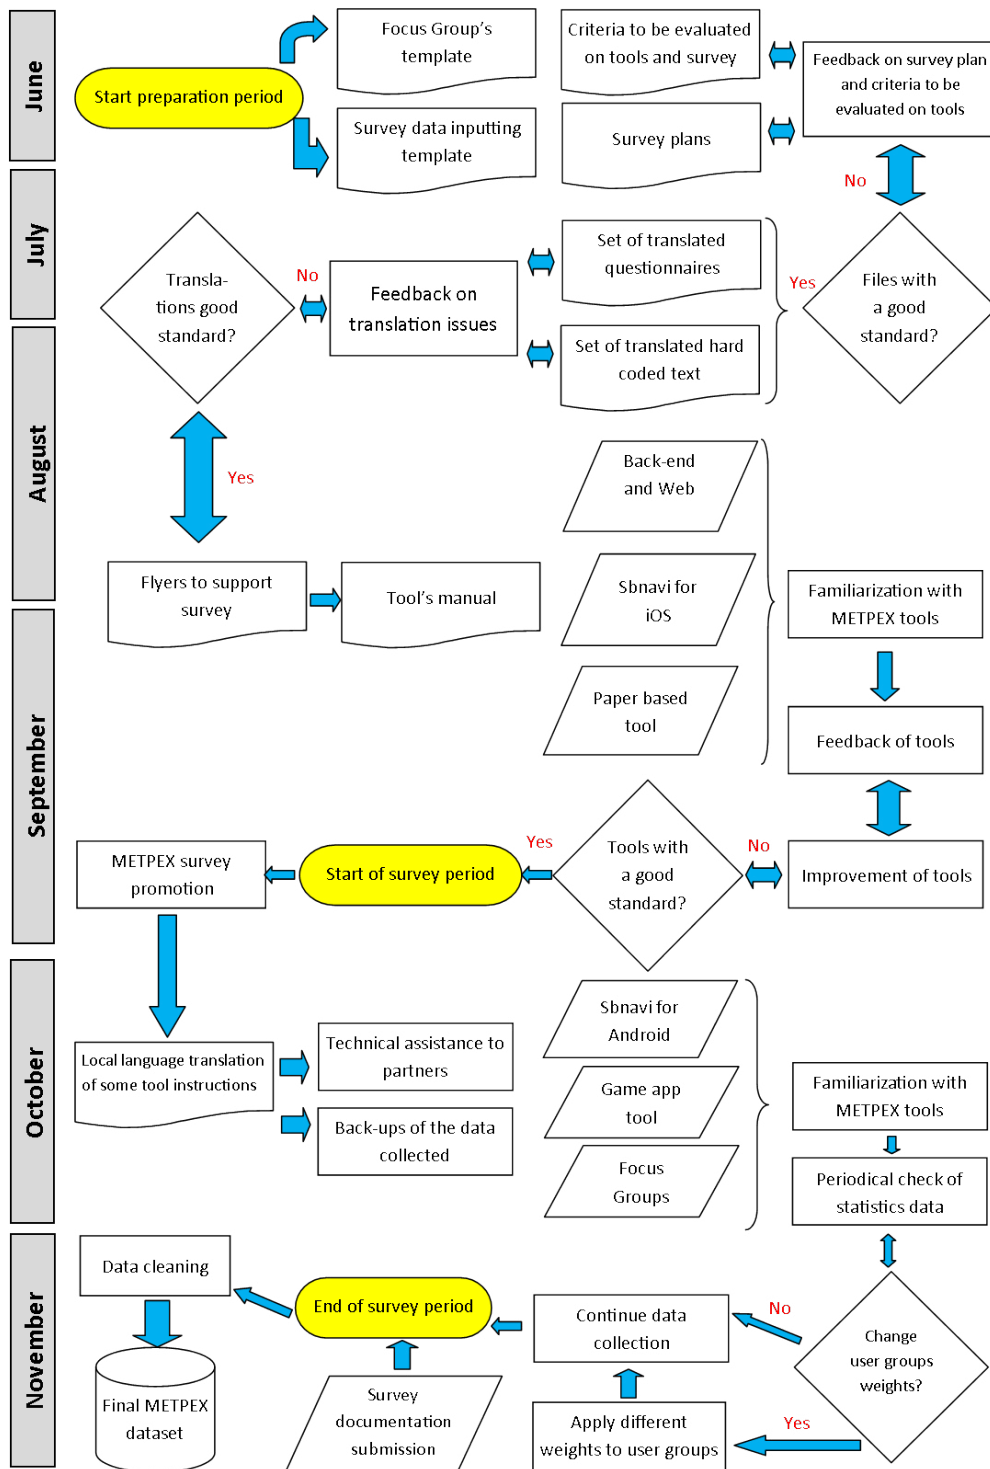 June
Start preparation period
Focus Group's
template
Survey data inputting
template
Criteria to be evaluated
on tools and survey
Survey plans
Feedback on survey plan
and criteria to be
evaluated on tools
No
July
Transla-
tions good
standard?
No
Feedback on
translation issues
Set of translated
questionnaires
Set of translated hard
coded text
Yes
Files with
a good
standard?
August
Yes
Back-end
and Web
Flyers to support
survey
Tool's manual
Sbnavi for
iOS
Familiarization with
METPEX tools
September
Paper based
tool
Feedback of tools
METPEX survey
promotion
Start of survey period
Yes
Tools with
a good
standard?
No
Improvement of tools
October
Local language translation
of some tool instructions
Technical assistance to
partners
Back-ups of the data
collected
Sbnavi for
Android
Game app
tool
Focus
Groups
Familiarization with
METPEX tools
Periodical check of
statistics data
November
Data cleaning
End of survey period
Continue data
collection
No
Change
user groups
weights?
Final METPEX
dataset
Survey
documentation
submission
Apply different
weights to user groups
Yes